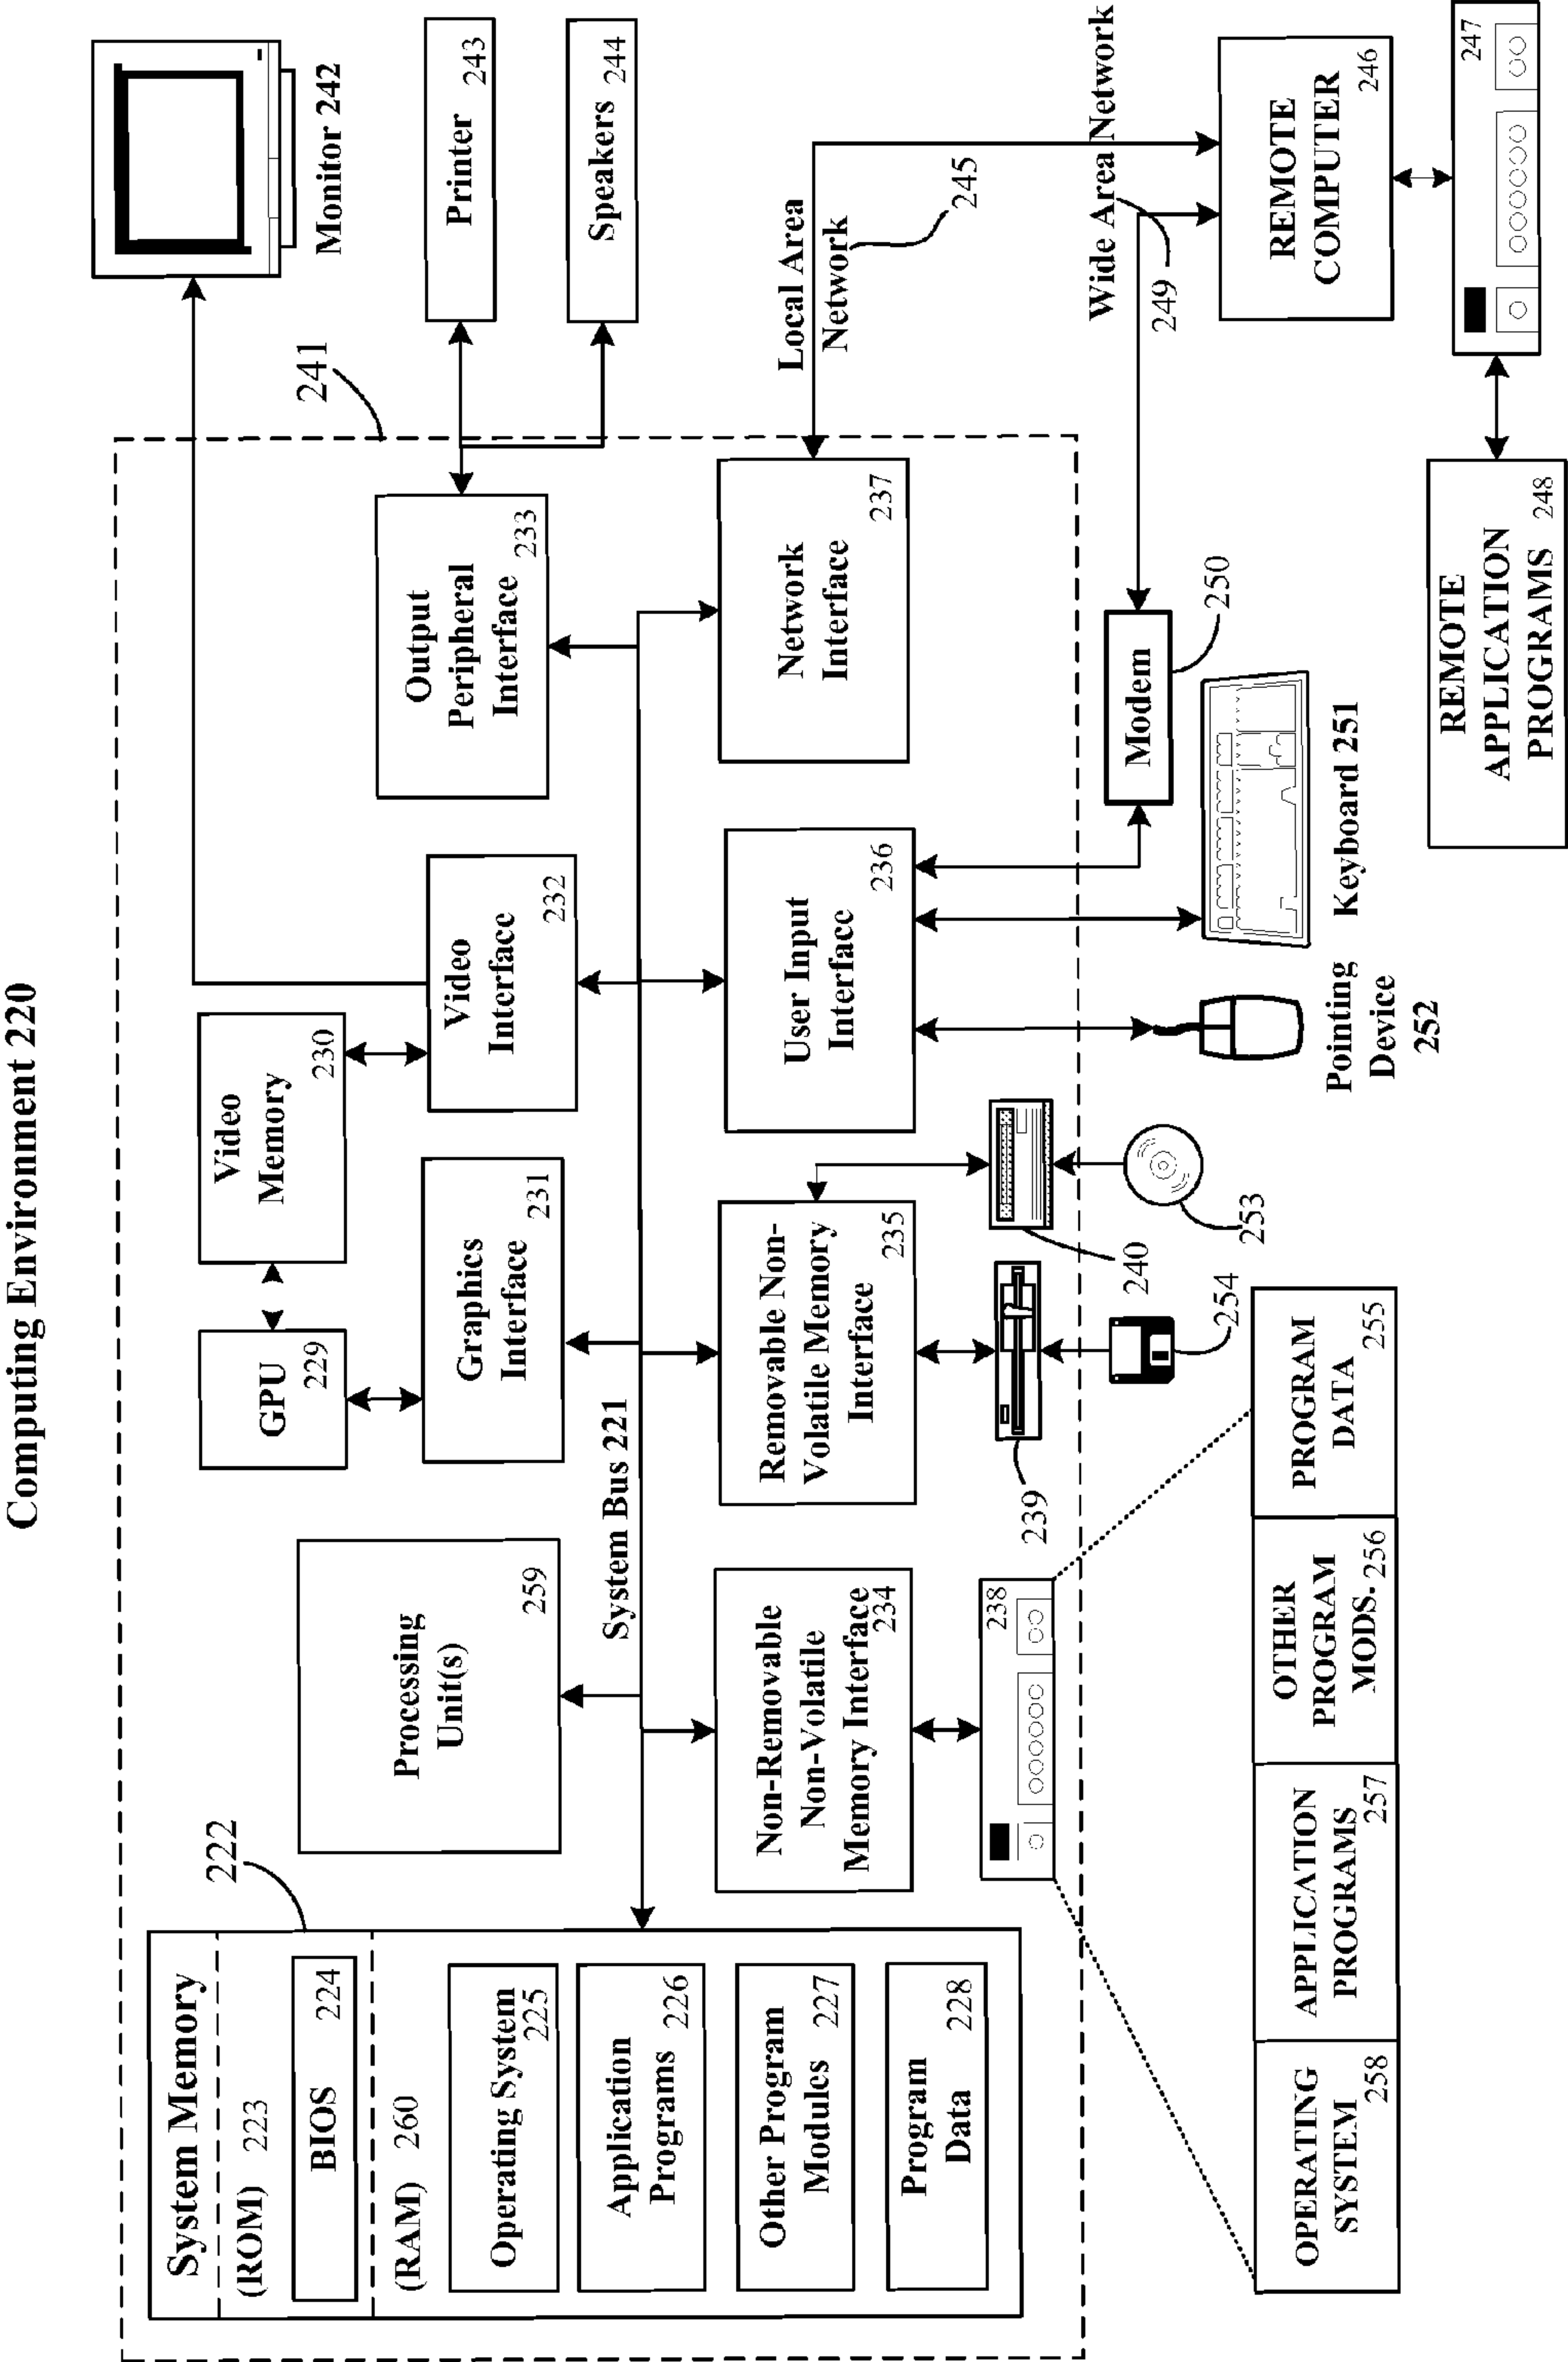 Computing Environment 220
System Memory
222
(ROM) 223
BIOS 224
(RAM) 260
Operating System
225
Application
Programs 226
Other Program
Modules 227
Program
Data 228
Processing
Unit(s)
259
System Bus 221
GPU
229
Video
Memory
230
Graphics
Interface 231
Video
Interface
232
Output
Peripheral
Interface 233
241
Monitor 242
Printer
243
Speakers 244
Non-Removable
Non-Volatile
Memory Interface
234
Removable Non-
Volatile Memory
Interface
235
User Input
Interface
236
Network
Interface
237
Local Area
Network
245
238
239
240
254
253
Pointing
Device
252
Keyboard 251
Modem
250
Wide Area Network
249
REMOTE
COMPUTER
246
247
REMOTE
APPLICATION
PROGRAMS 248
OPERATING
SYSTEM
258
APPLICATION
PROGRAMS
257
OTHER
PROGRAM
MODS. 256
PROGRAM
DATA
255